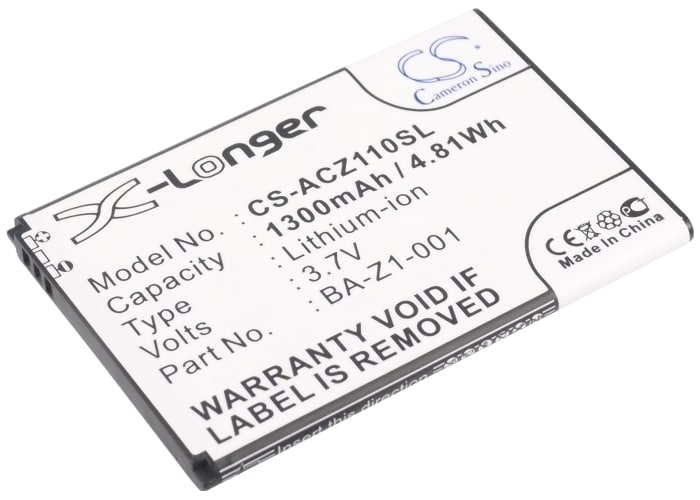 X-Longer
CS
Cameron Sino
Model No. : CS-ACZ110SL
Capacity : 1300mAh / 4.81Wh
Type : Lithium-ion
Volts : 3.7V
Part No. : BA-Z1-001
WARRANTY VOID IF
LABEL IS REMOVED
CE
Made in China